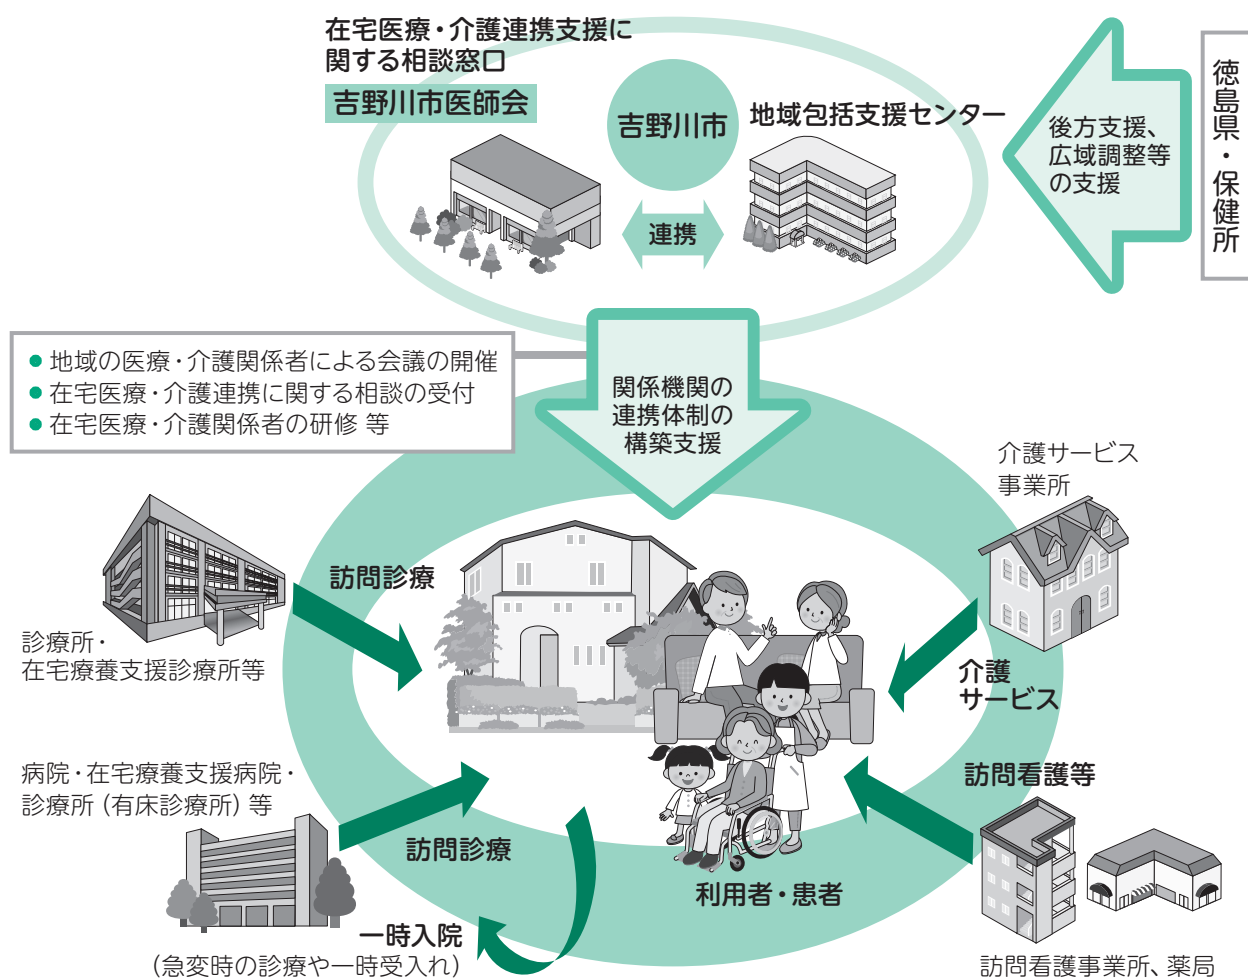 在宅医療・介護連携支援に
関する相談窓口
吉野川市医師会
吉野川市
地域包括支援センター
連携
後方支援、
広域調整等
の支援
徳島県・保健所
● 地域の医療・介護関係者による会議の開催
● 在宅医療・介護連携に関する相談の受付
● 在宅医療・介護関係者の研修 等
関係機関の
連携体制の
構築支援
介護サービス
事業所
訪問診療
診療所・
在宅療養支援診療所等
介護
サービス
病院・在宅療養支援病院・
診療所（有床診療所）等
訪問診療
訪問看護等
利用者・患者
一時入院
（急変時の診療や一時受入れ）
訪問看護事業所、薬局